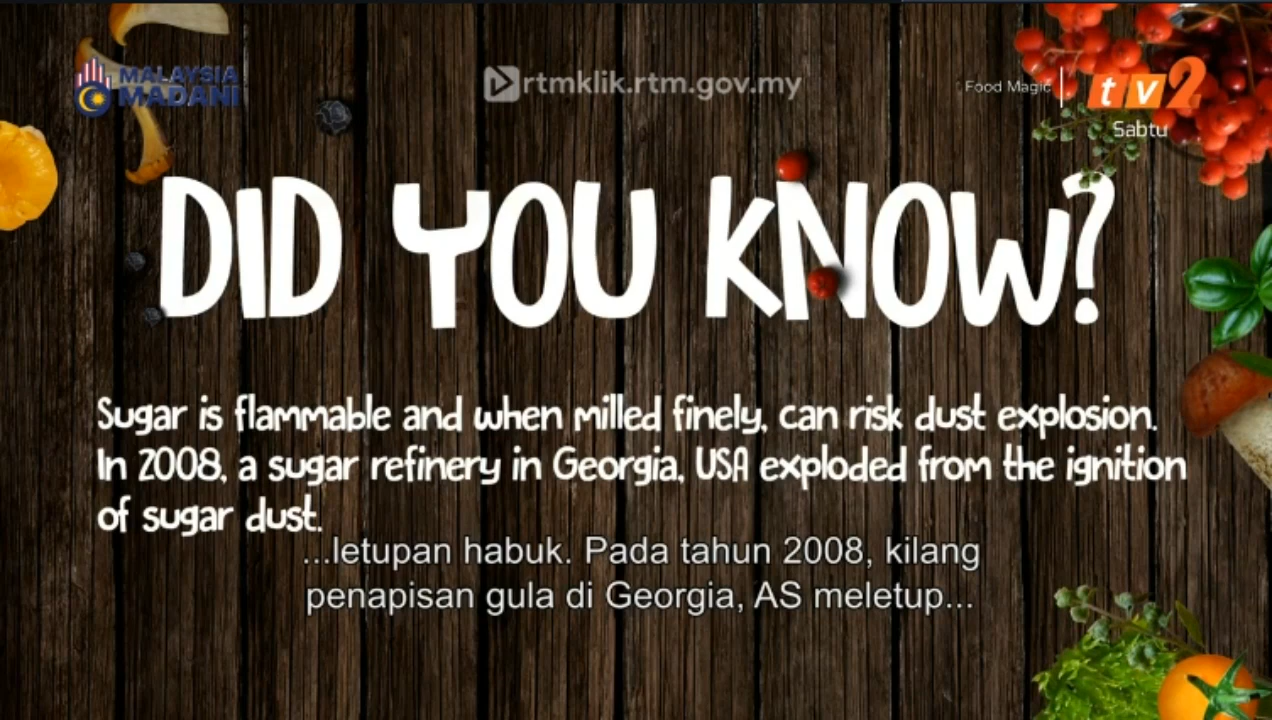 MALAYSIA
MADANI
rtmklik.rtm.gov.my
Food Magic
tv2
Sabtu
DID YOU KNOW?
Sugar is flammable and when milled finely, can risk dust explosion.
In 2008, a sugar refinery in Georgia, USA exploded from the ignition
of sugar dust.
...letupan habuk. Pada tahun 2008, kilang
penapisan gula di Georgia, AS meletup...